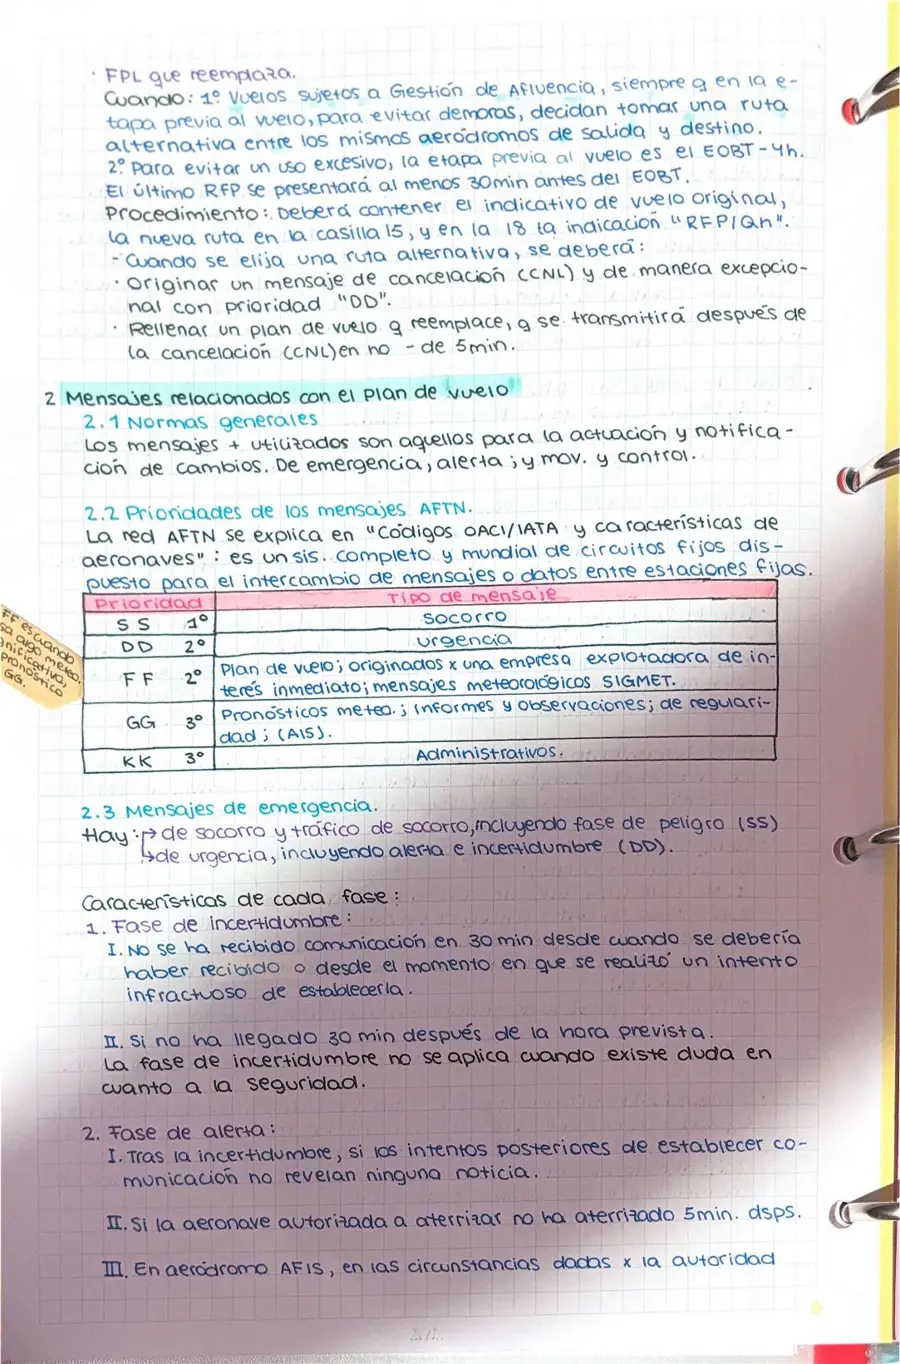 · FPL que reemplaza.
Cuando: 1º Vuelos sujetos a Gestión de Afluencia, siempre q en la e-
tapa previa al vuelo, para evitar demoras, decidan tomar una ruta
alternativa entre los mismos aeródromos de salida y destino.
2º Para evitar un uso excesivo, la etapa previa al vuelo es el EOBT-4h.
El último RFP se presentará al menos 30min antes del EOBT.
Procedimiento: Deberá contener el indicativo de vuelo original,
la nueva ruta en la casilla 15, y en la 18 la indicación "RFP/Qn".
- Cuando se elija una ruta alternativa, se deberá:
· Originar un mensaje de cancelación (CNL) y de manera excepcio-
nal con prioridad "DD".
· Rellenar un plan de vuelo q reemplace, q se transmitirá después de
la cancelación (CNL) en no - de 5min.
2 Mensajes relacionados con el plan de vuelo
2.1 Normas generales
Los mensajes + utilizados son aquellos para la actuación y notifica-
ción de cambios. De emergencia, alerta; y mov. y control.
2.2 Prioridades de los mensajes AFTN.
La red AFTN se explica en "Códigos OACI/IATA y características de
aeronaves": es un sis. completo y mundial de circuitos fijos dis-
puesto para el intercambio de mensajes o datos entre estaciones fijas.
Prioridad Tipo de mensaje
SS 1º socorro
DD 2º urgencia
FF 2º Plan de vuelo; originados x una empresa explotadora de in-
terés inmediato; mensajes meteorológicos SIGMET.
GG 3º Pronósticos meteo.; Informes y observaciones; de regulari-
dad; (AIS).
KK 3º Administrativos.
FF es cuando
sa algo meteo.
pronóstico
GG.
2.3 Mensajes de emergencia.
Hay: → de socorro y tráfico de socorro, incluyendo fase de peligro (SS)
↳ de urgencia, incluyendo alerta e incertidumbre (DD).
Características de cada fase:
1. Fase de incertidumbre:
I. No se ha recibido comunicación en 30 min desde cuando se debería
haber recibido o desde el momento en que se realizó un intento
infractuoso de establecerla.
II. Si no ha llegado 30 min después de la hora prevista.
La fase de incertidumbre no se aplica cuando existe duda en
cuanto a la seguridad.
2. Fase de alerta:
I. Tras la incertidumbre, si los intentos posteriores de establecer co-
municación no revelan ninguna noticia.
II. Si la aeronave autorizada a aterrizar no ha aterrizado 5min. dsps.
III. En aeródromo AFIS, en las circunstancias dadas x la autoridad